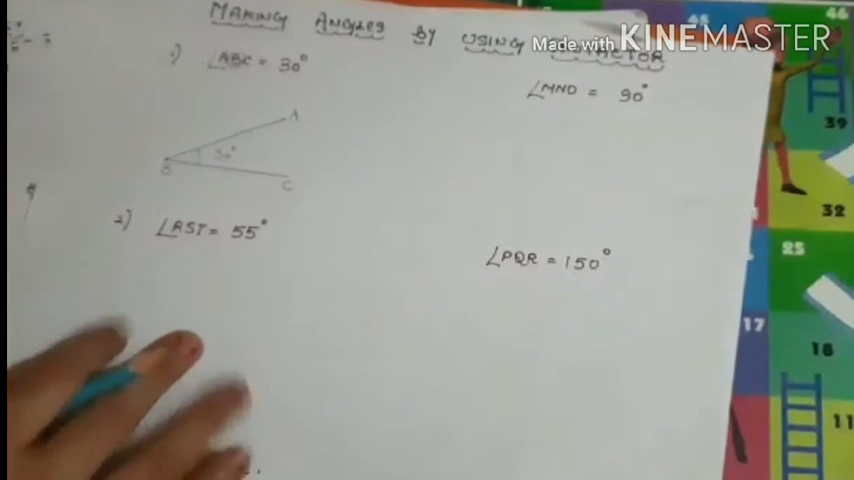 MAKING ANGLES BY USING
Made with KINEMASTER
1) ∠ABC = 30°
∠MNO = 90°
A
30°
B
C
2) ∠RST = 55°
∠PQR = 150°
46
39
32
25
17
18
11